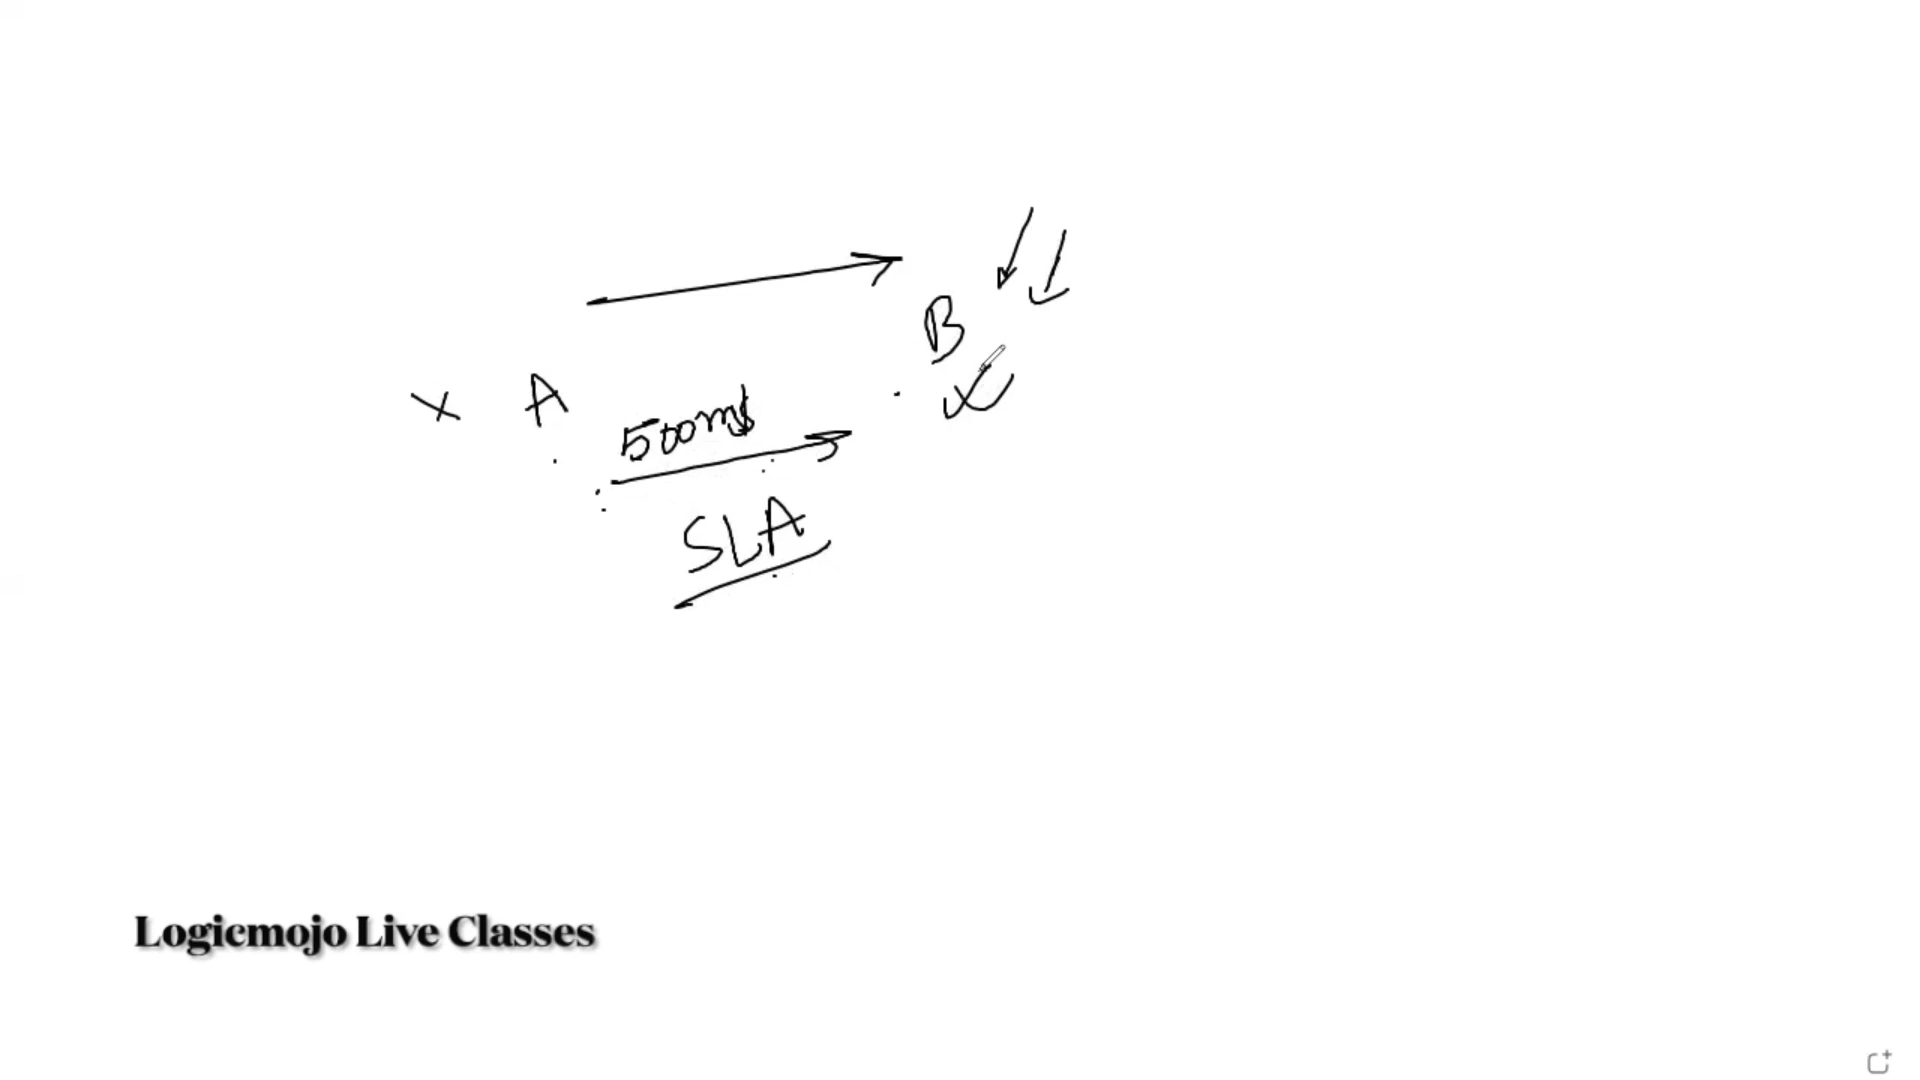 B
X A
500ms
X
SLA
Logicmojo Live Classes